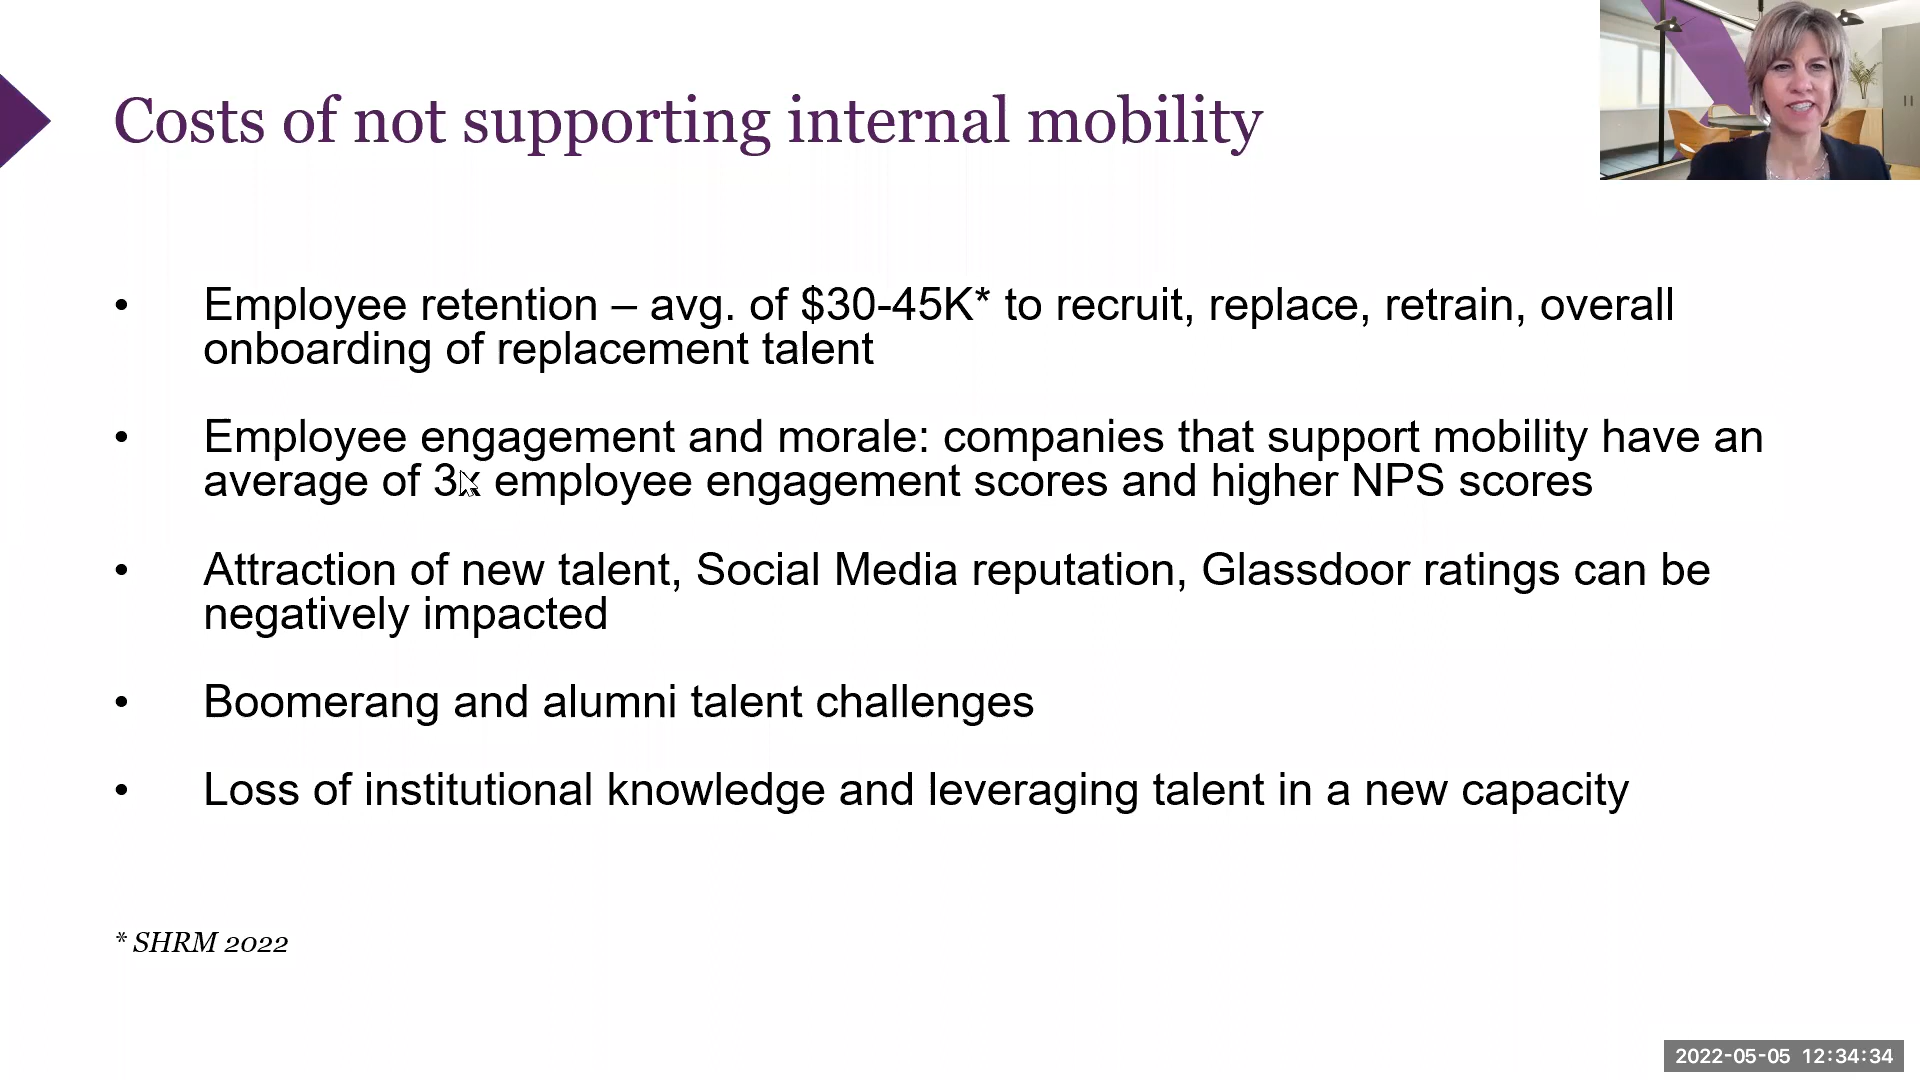 Costs of not supporting internal mobility
• Employee retention – avg. of $30-45K* to recruit, replace, retrain, overall
onboarding of replacement talent
• Employee engagement and morale: companies that support mobility have an
average of 3x employee engagement scores and higher NPS scores
• Attraction of new talent, Social Media reputation, Glassdoor ratings can be
negatively impacted
• Boomerang and alumni talent challenges
• Loss of institutional knowledge and leveraging talent in a new capacity
* SHRM 2022
2022-05-05 12:34:34